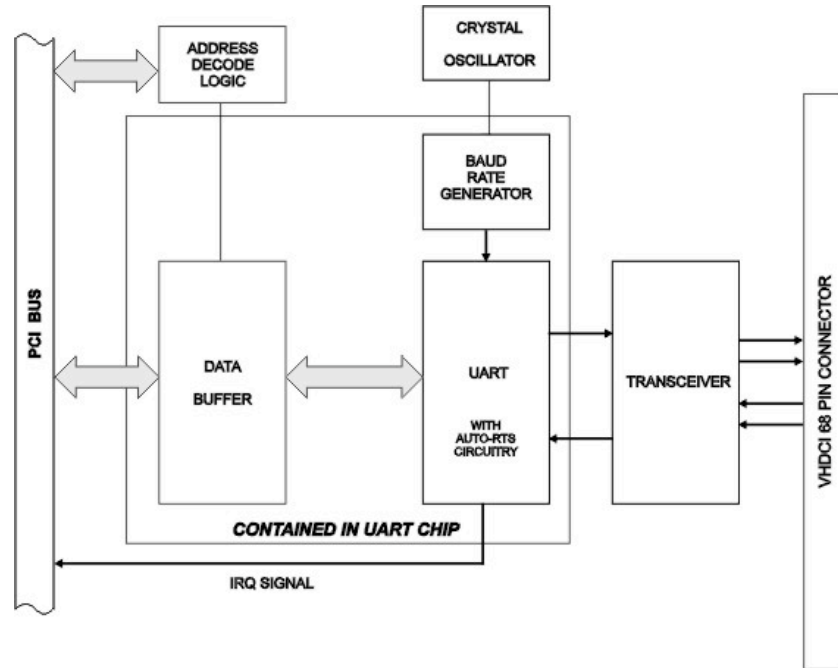 ADDRESS
DECODE
LOGIC
CRYSTAL
OSCILLATOR
BAUD
RATE
GENERATOR
PCI BUS
DATA
BUFFER
UART
WITH
AUTO-RTS
CIRCUITRY
TRANSCEIVER
VHDCI 68 PIN CONNECTOR
CONTAINED IN UART CHIP
IRQ SIGNAL